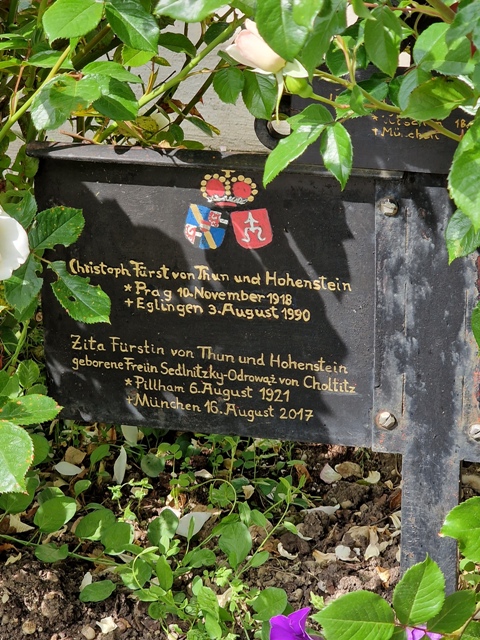 + München
Christoph Fürst von Thun und Hohenstein
* Prag 10. November 1918
+ Eglingen 3. August 1990
Zita Fürstin von Thun und Hohenstein
geborene Freiin Sedlnitzky-Odrowąż von Choltitz
* Pillham 6. August 1921
+ München 16. August 2017